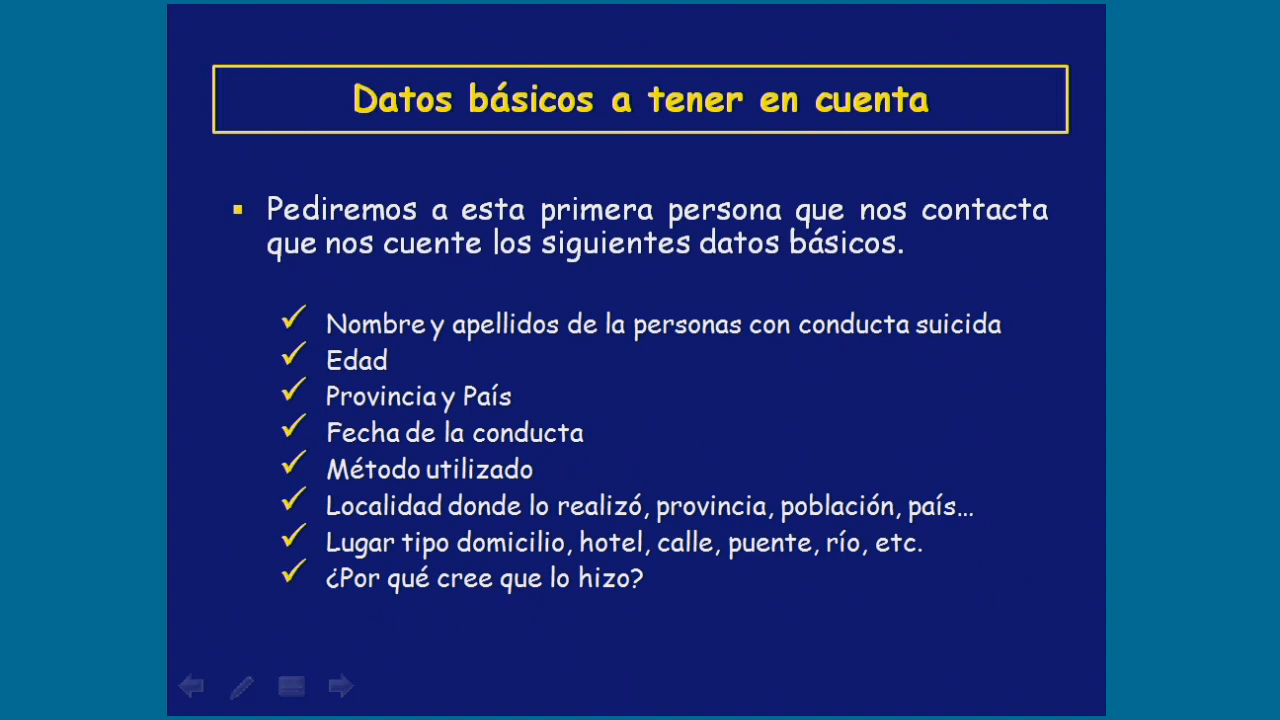 Datos básicos a tener en cuenta
Pediremos a esta primera persona que nos contacta
que nos cuente los siguientes datos básicos.
Nombre y apellidos de la personas con conducta suicida
Edad
Provincia y País
Fecha de la conducta
Método utilizado
Localidad donde lo realizó, provincia, población, país...
Lugar tipo domicilio, hotel, calle, puente, río, etc.
¿Por qué cree que lo hizo?